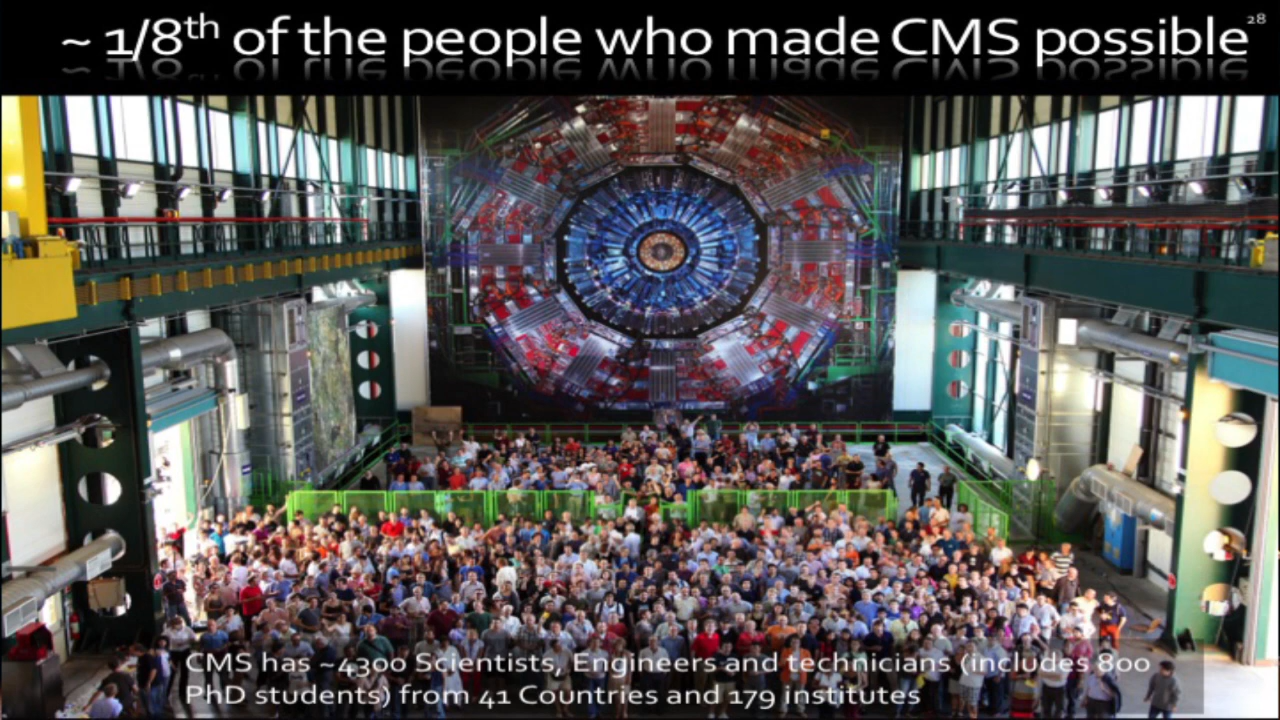 ~ 1/8th of the people who made CMS possible
28
CMS has ~4300 Scientists, Engineers and technicians (includes 800
PhD students) from 41 Countries and 179 institutes